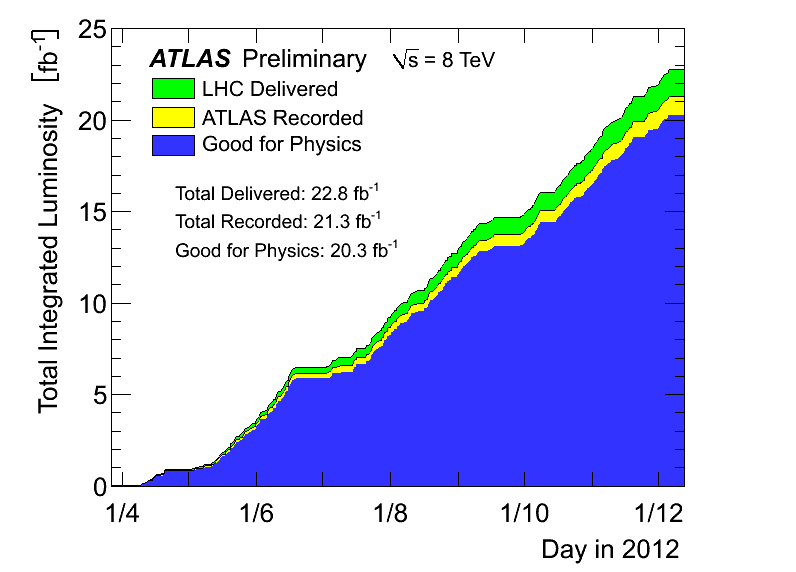 ATLAS Preliminary √s = 8 TeV
LHC Delivered
ATLAS Recorded
Good for Physics
Total Delivered: 22.8 fb⁻¹
Total Recorded: 21.3 fb⁻¹
Good for Physics: 20.3 fb⁻¹
Total Integrated Luminosity [fb⁻¹]
25
20
15
10
5
0
1/4 1/6 1/8 1/10 1/12
Day in 2012